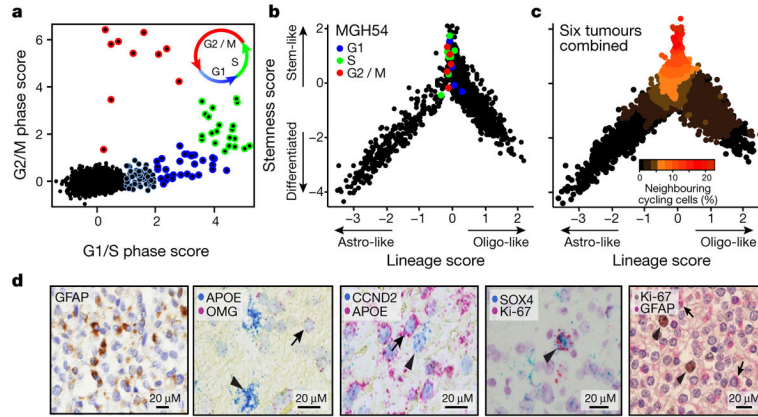 a
G2/M phase score
6
4
2
0
0
2
4
G1/S phase score
G2 / M
S
G1
b
MGH54
G1
S
G2 / M
Stemness score
Stem-like
Differentiated
2
0
−2
−4
−3
−2
−1
0
1
2
Astro-like
Oligo-like
Lineage score
c
Six tumours
combined
0
10
20
Neighbouring
cycling cells (%)
−3
−2
−1
0
1
2
Astro-like
Oligo-like
Lineage score
d
GFAP
20 μM
APOE
OMG
20 μM
CCND2
APOE
20 μM
SOX4
Ki-67
20 μM
Ki-67
GFAP
20 μM